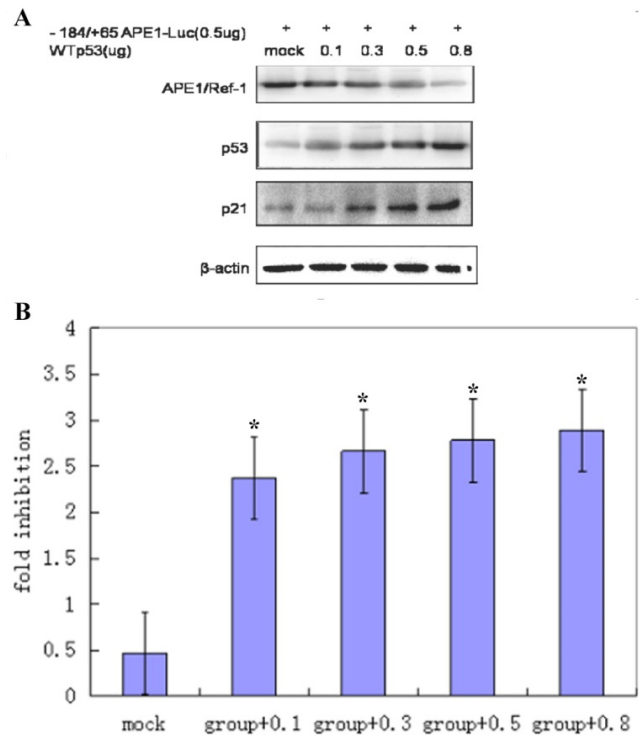 A
- 184/+65 APE1-Luc(0.5ug) + + + + +
WTp53(ug) mock 0.1 0.3 0.5 0.8
APE1/Ref-1
p53
p21
β-actin
B
4
3.5
3
2.5
2
1.5
1
0.5
0
fold inhibition
* * * *
mock group+0.1 group+0.3 group+0.5 group+0.8